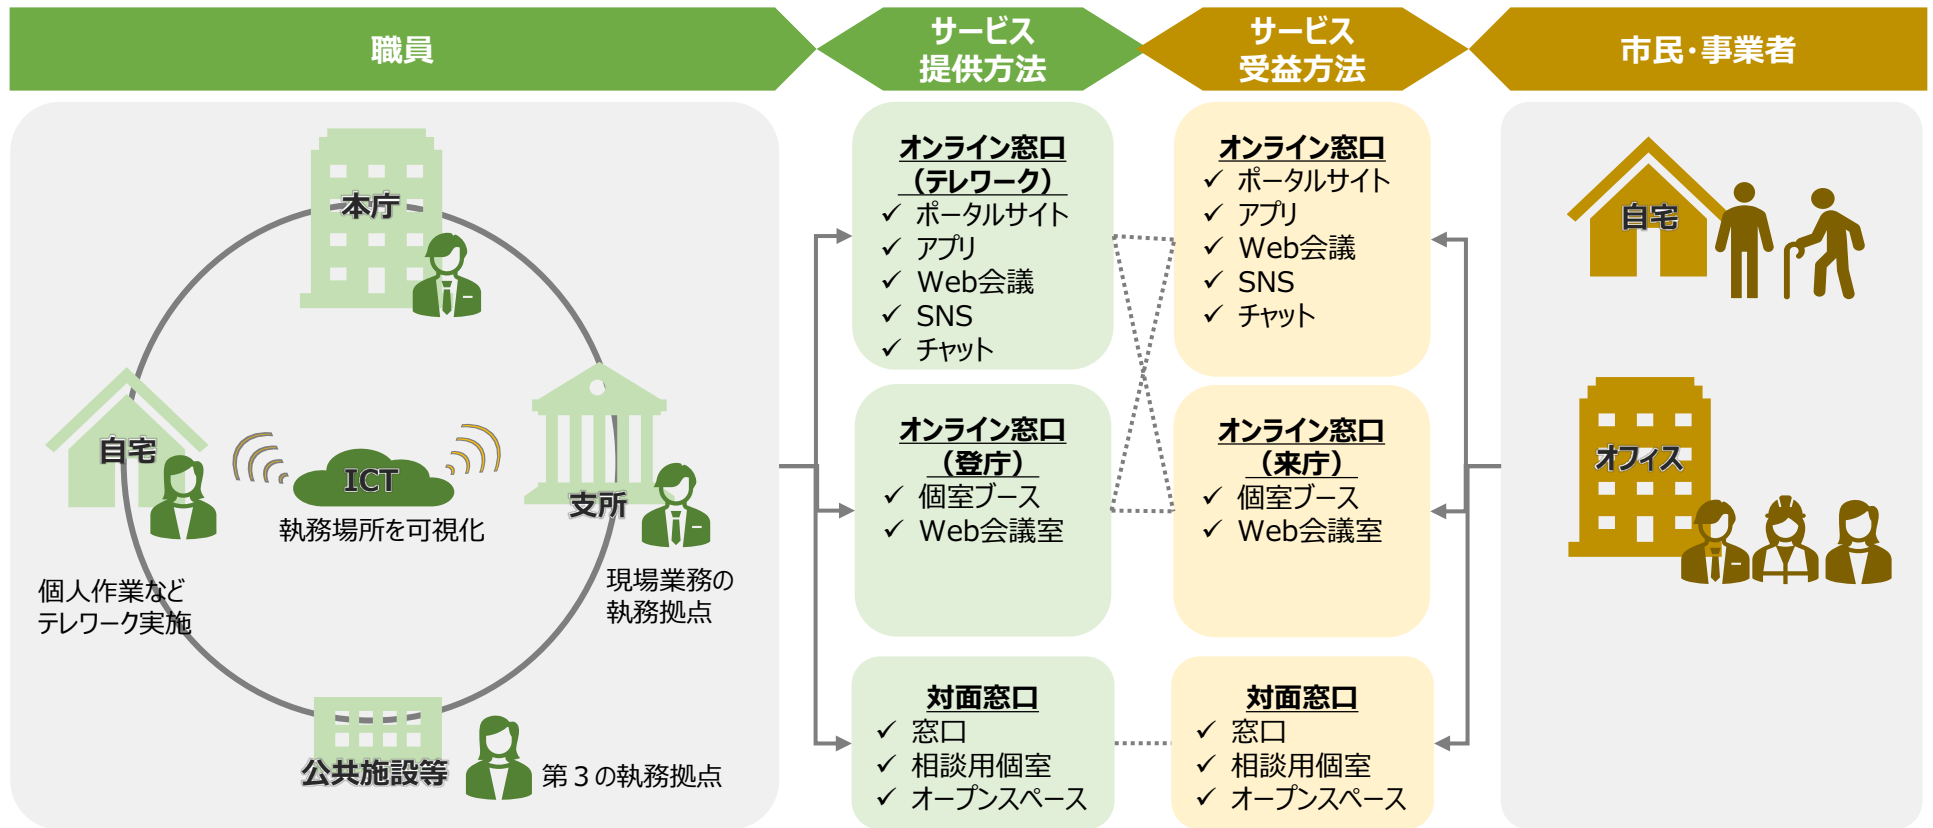 職員
サービス
提供方法
サービス
受益方法
市民・事業者
本庁
自宅
ICT
執務場所を可視化
支所
個人作業など
テレワーク実施
現場業務の
執務拠点
公共施設等
第３の執務拠点
オンライン窓口
（テレワーク）
✓ ポータルサイト
✓ アプリ
✓ Web会議
✓ SNS
✓ チャット
オンライン窓口
（登庁）
✓ 個室ブース
✓ Web会議室
対面窓口
✓ 窓口
✓ 相談用個室
✓ オープンスペース
オンライン窓口
✓ ポータルサイト
✓ アプリ
✓ Web会議
✓ SNS
✓ チャット
オンライン窓口
（来庁）
✓ 個室ブース
✓ Web会議室
対面窓口
✓ 窓口
✓ 相談用個室
✓ オープンスペース
自宅
オフィス